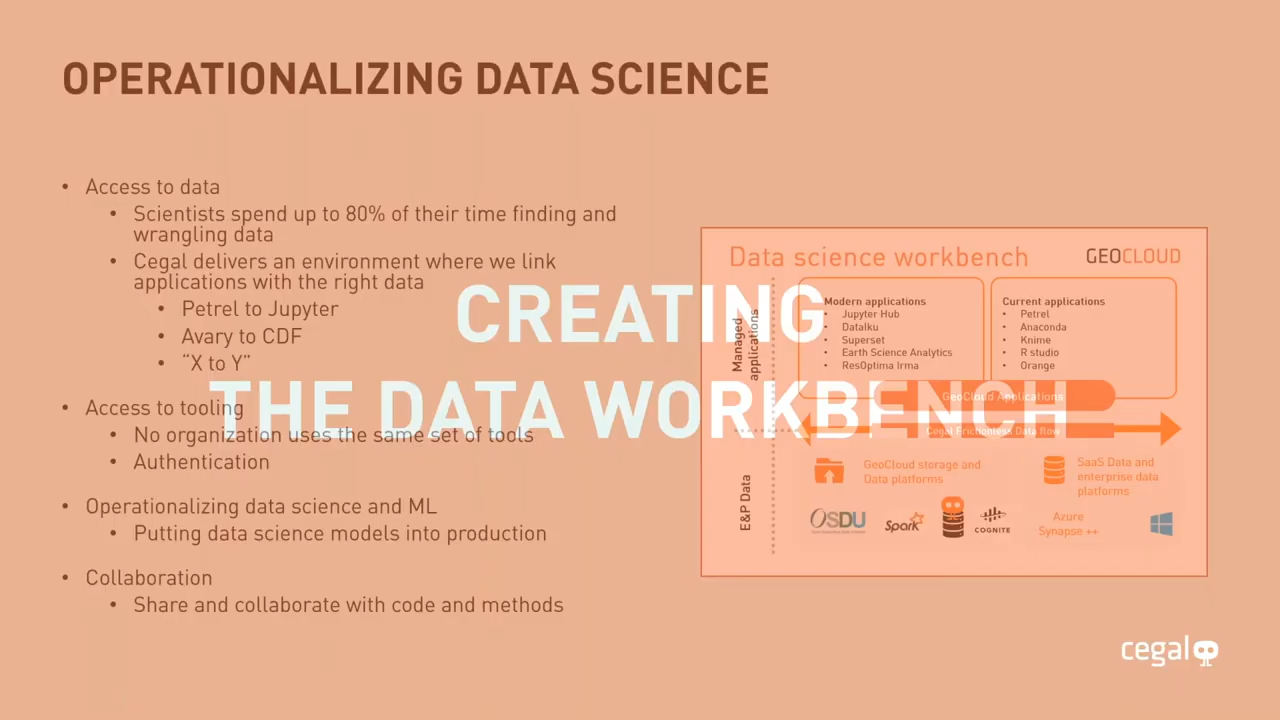 OPERATIONALIZING DATA SCIENCE
• Access to data
• Scientists spend up to 80% of their time finding and
wrangling data
• Cegal delivers an environment where we link
applications with the right data
• Petrel to Jupyter
• Avary to CDF
• “X to Y”
• Access to tooling
• No organization uses the same set of tools
• Authentication
• Operationalizing data science and ML
• Putting data science models into production
• Collaboration
• Share and collaborate with code and methods
CREATING
THE DATA WORKBENCH
Data science workbench
GEOCLOUD
Managed
applications
Modern applications
• Jupyter Hub
• DataIku
• Superset
• Earth Science Analytics
• ResOptima Irma
Current applications
• Petrel
• Anaconda
• Knime
• R studio
• Orange
GeoCloud Applications
Cegal Frictionless Data flow
E&P Data
GeoCloud storage and
Data platforms
SaaS Data and
enterprise data
platforms
OSDU
Spark
COGNITE
Azure
Synapse ++
cegal